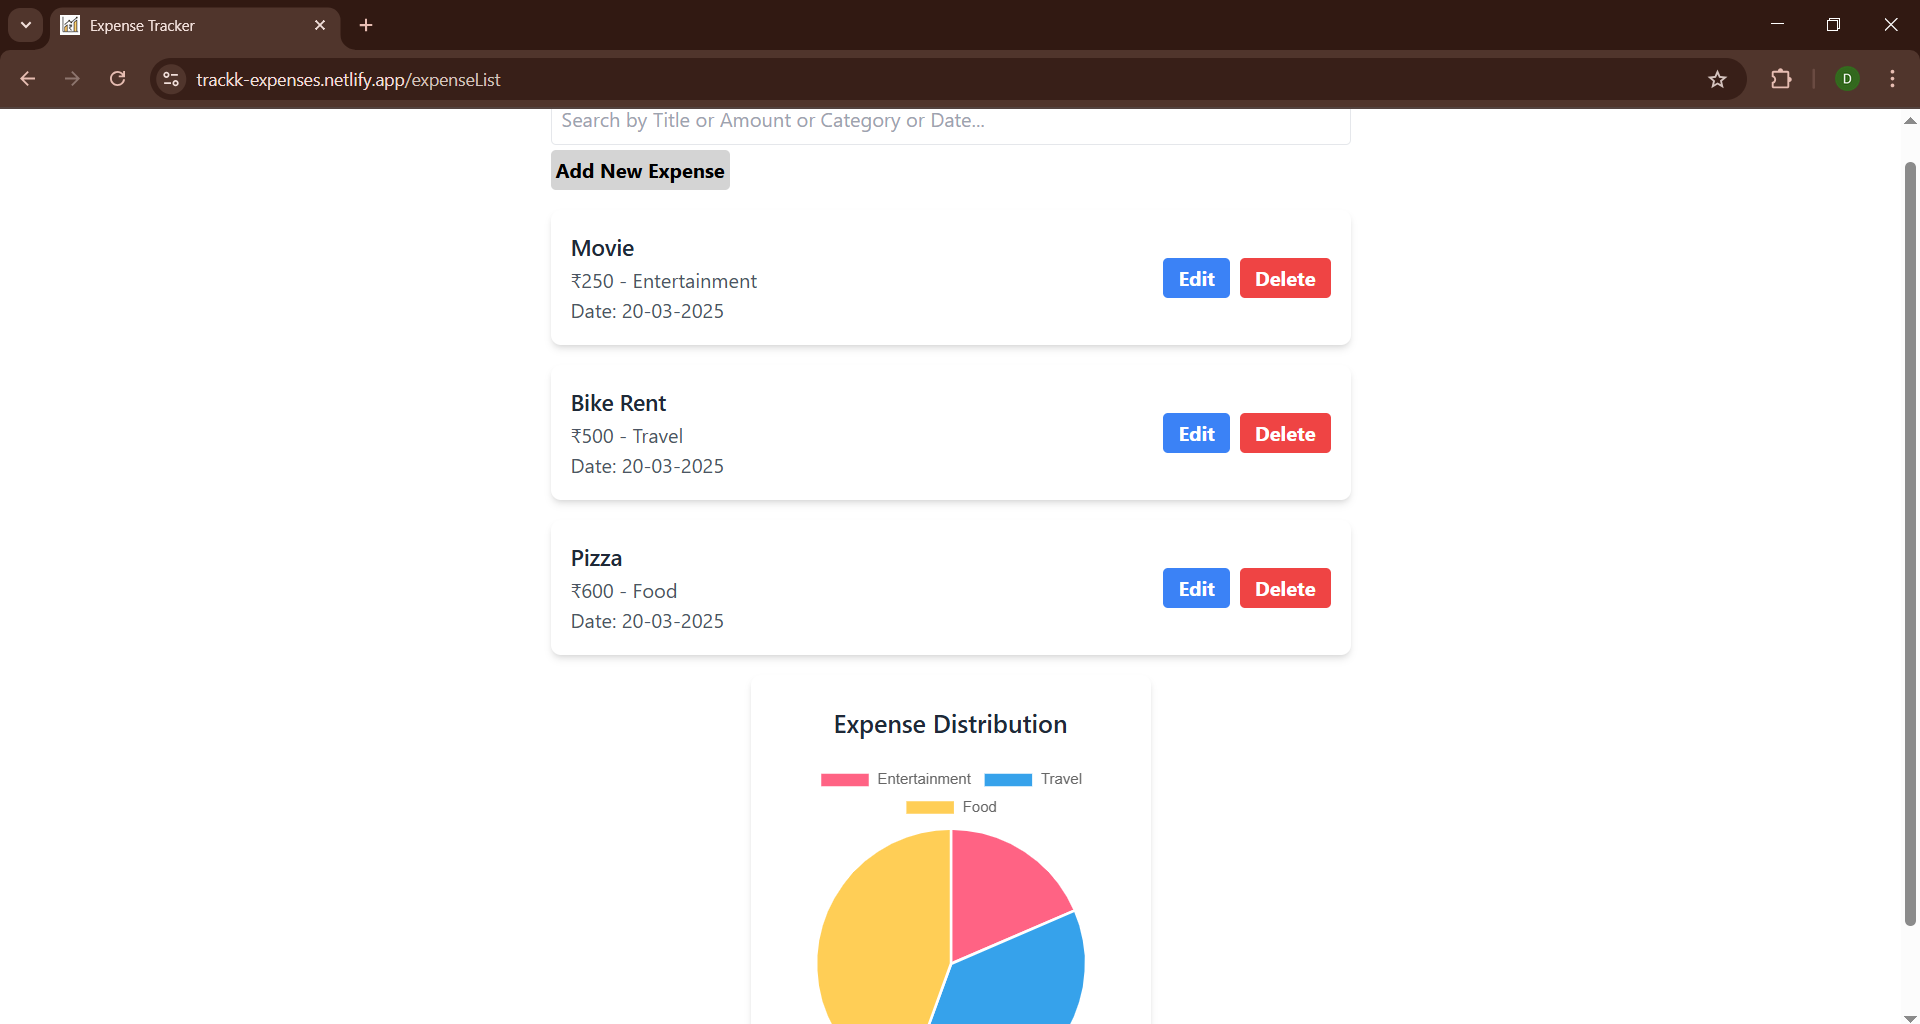 Expense Tracker
trackk-expenses.netlify.app/expenseList
D
Search by Title or Amount or Category or Date...
Add New Expense
Movie
₹250 - Entertainment
Date: 20-03-2025
Edit
Delete
Bike Rent
₹500 - Travel
Date: 20-03-2025
Edit
Delete
Pizza
₹600 - Food
Date: 20-03-2025
Edit
Delete
Expense Distribution
Entertainment
Travel
Food